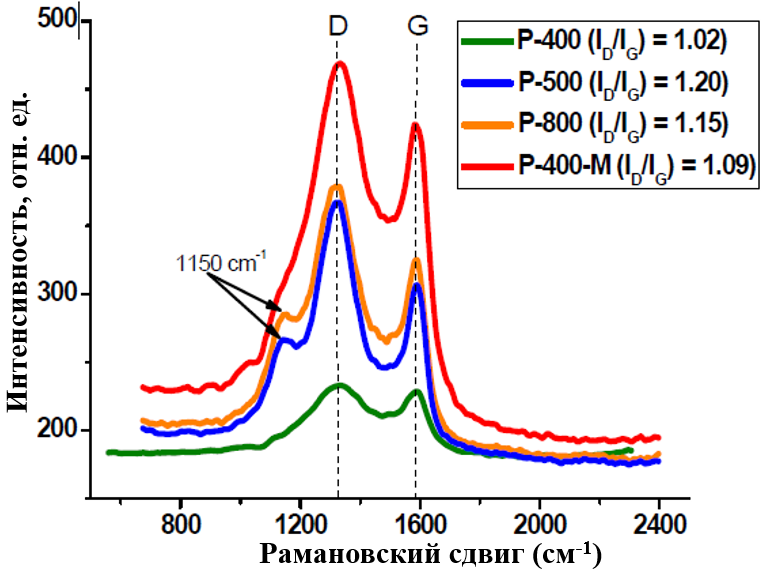 500
400
300
200
Интенсивность, отн. ед.
D
G
P-400 (I_D/I_G) = 1.02)
P-500 (I_D/I_G) = 1.20)
P-800 (I_D/I_G) = 1.15)
P-400-M (I_D/I_G) = 1.09)
1150 cm⁻¹
800
1200
1600
2000
2400
Рамановский сдвиг (см⁻¹)